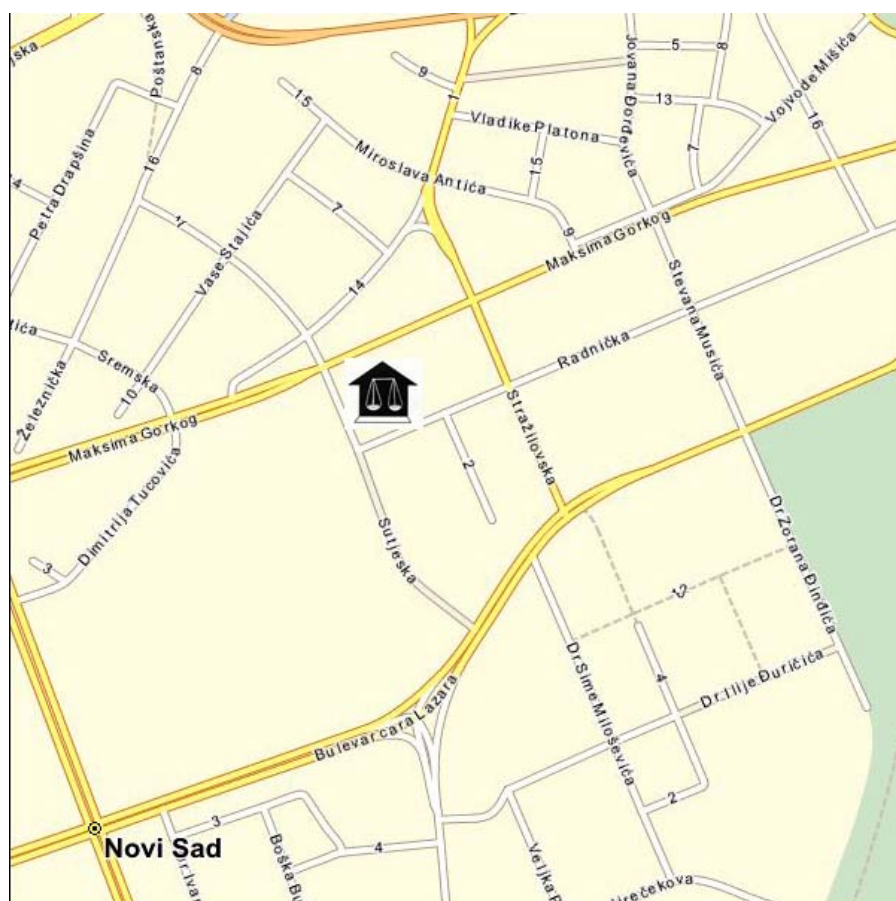 Poštanska
8
9
1
5
8
13
Jovana Đorđevića
Vojvode Mišića
16
7
15
Vladike Platona
15
Miroslava Antića
9
Petra Drapšina
16
7
Vase Stajića
14
Maksima Gorkog
Stevana Musića
Radnička
Sremska
10
Železnička
Maksima Gorkog
Dimitrija Tucovića
3
2
Stražilovska
Sutjeska
Dr Zorana Đinđića
12
Dr Sime Miloševića
4
Dr Ilije Đuričića
Bulevar cara Lazara
2
3
4
Novi Sad